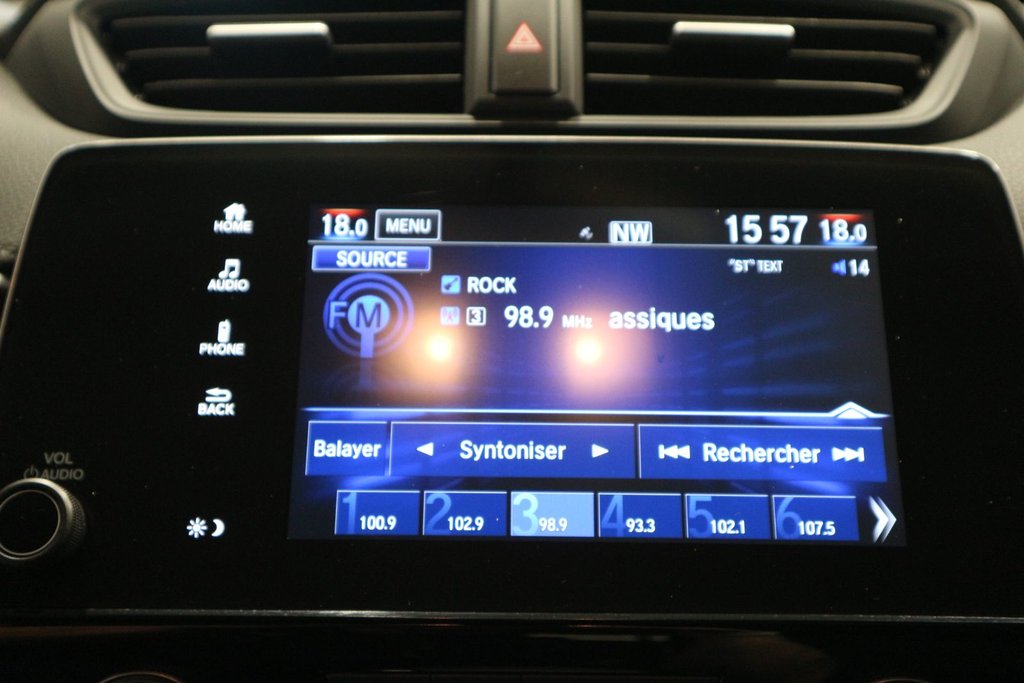 HOME
AUDIO
PHONE
BACK
VOL
AUDIO
18.0 MENU NW 15 57 18.0
SOURCE "ST" TEXT 14
FM ROCK
3 98.9 MHz assiques
Balayer Syntoniser Rechercher
1 100.9 2 102.9 3 98.9 4 93.3 5 102.1 6 107.5